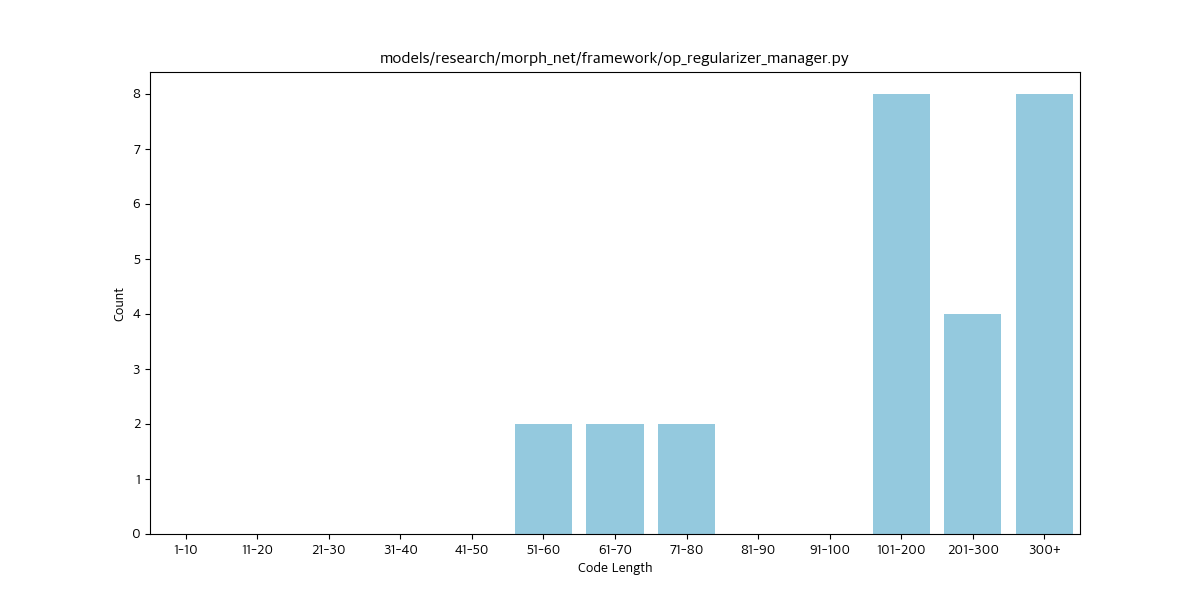 models/research/morph_net/framework/op_regularizer_manager.py
8
7
6
5
4
3
2
1
0
Count
1-10 11-20 21-30 31-40 41-50 51-60 61-70 71-80 81-90 91-100 101-200 201-300 300+
Code Length